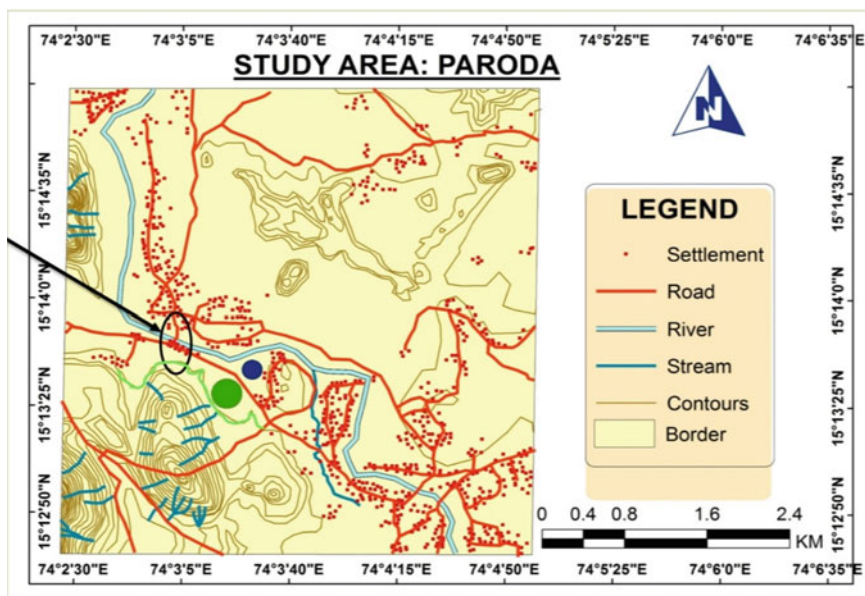 74°2'30"E 74°3'5"E 74°3'40"E 74°4'15"E 74°4'50"E 74°5'25"E 74°6'0"E 74°6'35"E
STUDY AREA: PARODA
N
15°14'35"N
15°14'0"N
15°13'25"N
15°12'50"N
15°14'35"N
15°14'0"N
15°13'25"N
15°12'50"N
LEGEND
Settlement
Road
River
Stream
Contours
Border
0 0.4 0.8 1.6 2.4
KM
74°2'30"E 74°3'5"E 74°3'40"E 74°4'15"E 74°4'50"E 74°5'25"E 74°6'0"E 74°6'35"E